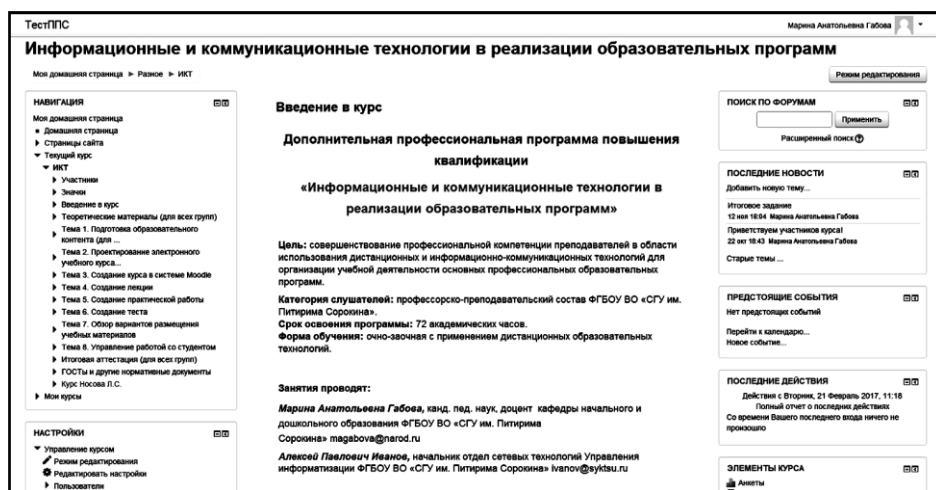 ТестППС
Марина Анатольевна Габова
Информационные и коммуникационные технологии в реализации образовательных программ
Моя домашняя страница ► Разное ► ИКТ
Режим редактирования
НАВИГАЦИЯ
Моя домашняя страница
Домашняя страница
Страницы сайта
Текущий курс
ИКТ
Участники
Значки
Введение в курс
Теоретические материалы (для всех групп)
Тема 1. Подготовка образовательного
контента (для ...
Тема 2. Проектирование электронного
учебного курса...
Тема 3. Создание курса в системе Moodle
Тема 4. Создание лекции
Тема 5. Создание практической работы
Тема 6. Создание теста
Тема 7. Обзор вариантов размещения
учебных материалов
Тема 8. Управление работой со студентом
Итоговая аттестация (для всех групп)
ГОСТы и другие нормативные документы
Курс Носова Л.С.
Мои курсы
НАСТРОЙКИ
Управление курсом
Режим редактирования
Редактировать настройки
Пользователи
Введение в курс
Дополнительная профессиональная программа повышения
квалификации
«Информационные и коммуникационные технологии в
реализации образовательных программ»
Цель: совершенствование профессиональной компетенции преподавателей в области
использования дистанционных и информационно-коммуникационных технологий для
организации учебной деятельности основных профессиональных образовательных
программ.
Категория слушателей: профессорско-преподавательский состав ФГБОУ ВО «СГУ им.
Питирима Сорокина».
Срок освоения программы: 72 академических часов.
Форма обучения: очно-заочная с применением дистанционных образовательных
технологий.
Занятия проводят:
Марина Анатольевна Габова, канд. пед. наук, доцент кафедры начального и
дошкольного образования ФГБОУ ВО «СГУ им. Питирима
Сорокина» magabova@narod.ru
Алексей Павлович Иванов, начальник отдел сетевых технологий Управления
информатизации ФГБОУ ВО «СГУ им. Питирима Сорокина» ivanov@syktsu.ru
ПОИСК ПО ФОРУМАМ
Применить
Расширенный поиск
ПОСЛЕДНИЕ НОВОСТИ
Добавить новую тему...
Итоговое задание
12 ноя 18:04 Марина Анатольевна Габова
Приветствуем участников курса!
22 окт 18:43 Марина Анатольевна Габова
Старые темы ...
ПРЕДСТОЯЩИЕ СОБЫТИЯ
Нет предстоящих событий
Перейти к календарю...
Новое событие...
ПОСЛЕДНИЕ ДЕЙСТВИЯ
Действия с Вторник, 21 Февраль 2017, 11:18
Полный отчет о последних действиях
Со времени Вашего последнего входа ничего не
произошло
ЭЛЕМЕНТЫ КУРСА
Анкеты